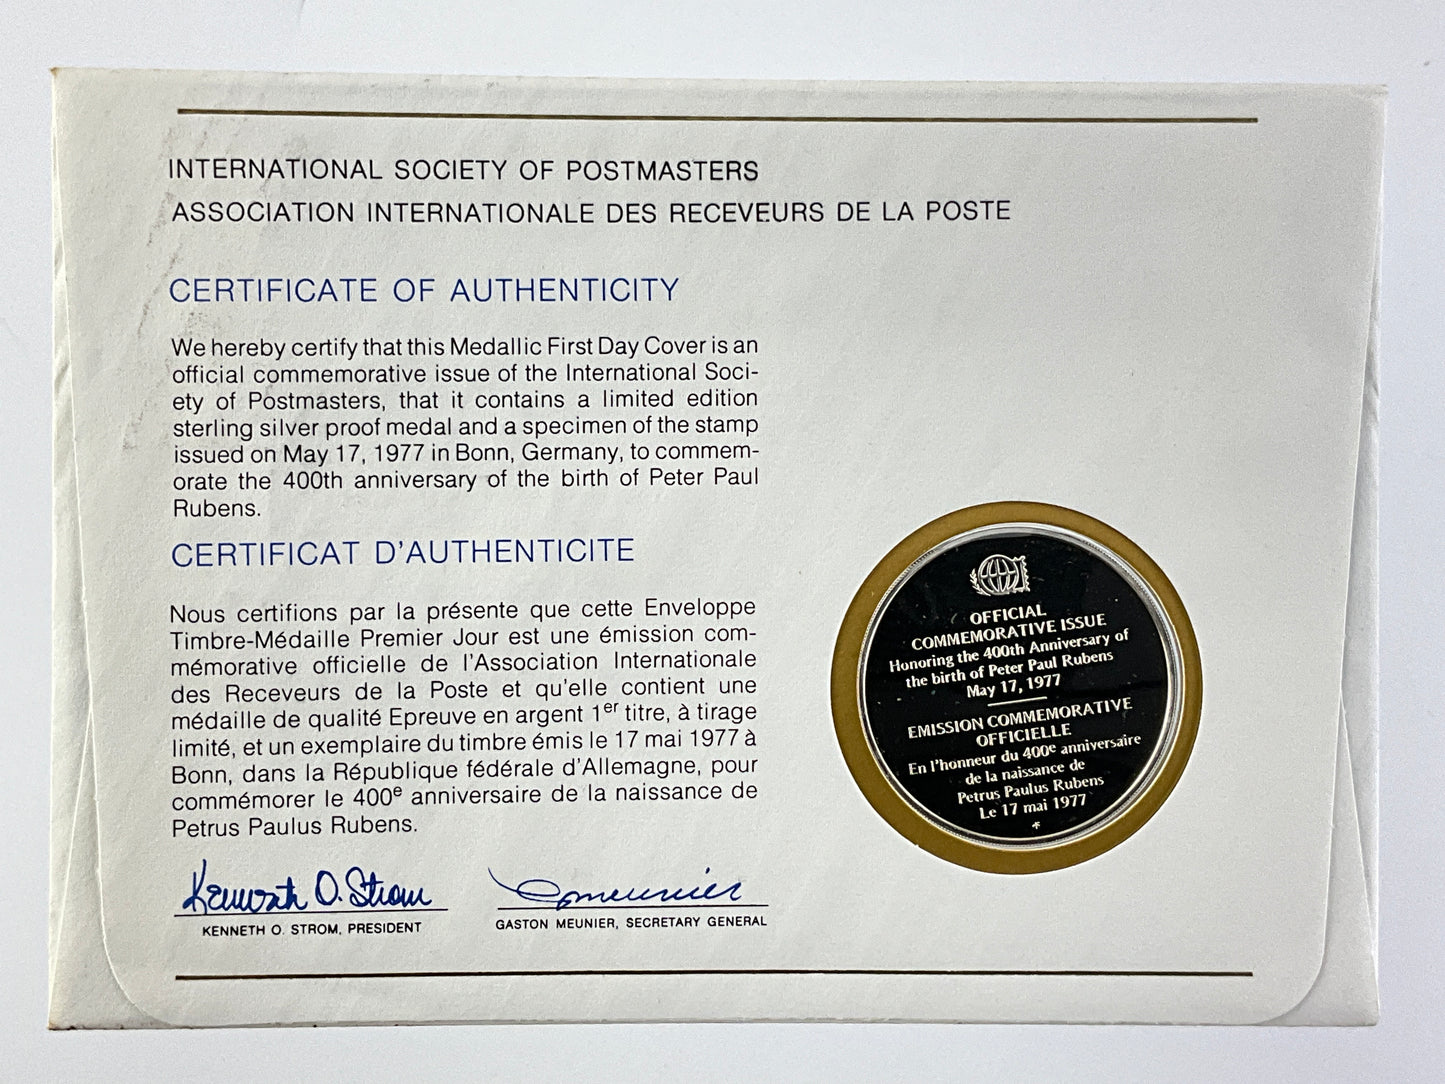 INTERNATIONAL SOCIETY OF POSTMASTERS
ASSOCIATION INTERNATIONALE DES RECEVEURS DE LA POSTE
CERTIFICATE OF AUTHENTICITY
We hereby certify that this Medallic First Day Cover is an
official commemorative issue of the International Soci-
ety of Postmasters, that it contains a limited edition
sterling silver proof medal and a specimen of the stamp
issued on May 17, 1977 in Bonn, Germany, to commem-
orate the 400th anniversary of the birth of Peter Paul
Rubens.
CERTIFICAT D'AUTHENTICITE
Nous certifions par la présente que cette Enveloppe
Timbre-Médaille Premier Jour est une émission com-
mémorative officielle de l'Association Internationale
des Receveurs de la Poste et qu'elle contient une
médaille de qualité Epreuve en argent 1er titre, à tirage
limité, et un exemplaire du timbre émis le 17 mai 1977 à
Bonn, dans la République fédérale d'Allemagne, pour
commémorer le 400e anniversaire de la naissance de
Petrus Paulus Rubens.
Kenneth O. Strom
KENNETH O. STROM, PRESIDENT
GMeunier
GASTON MEUNIER, SECRETARY GENERAL
OFFICIAL
COMMEMORATIVE ISSUE
Honoring the 400th Anniversary of
the birth of Peter Paul Rubens
May 17, 1977
EMISSION COMMEMORATIVE
OFFICIELLE
En l'honneur du 400e anniversaire
de la naissance de
Petrus Paulus Rubens
Le 17 mai 1977
*